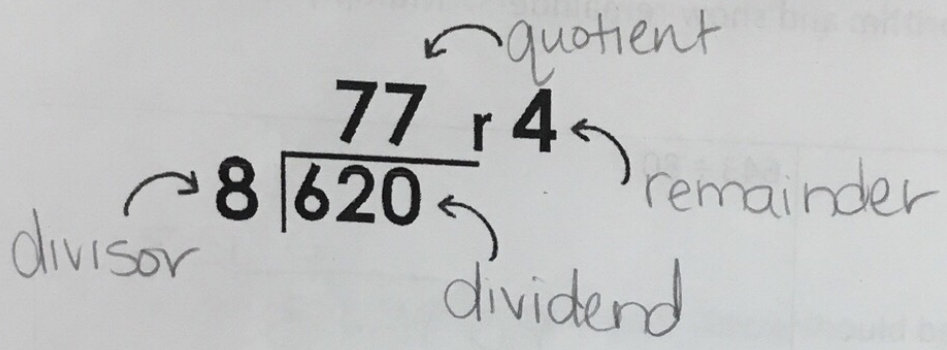 quotient
77 r 4
8 620
remainder
divisor
dividend